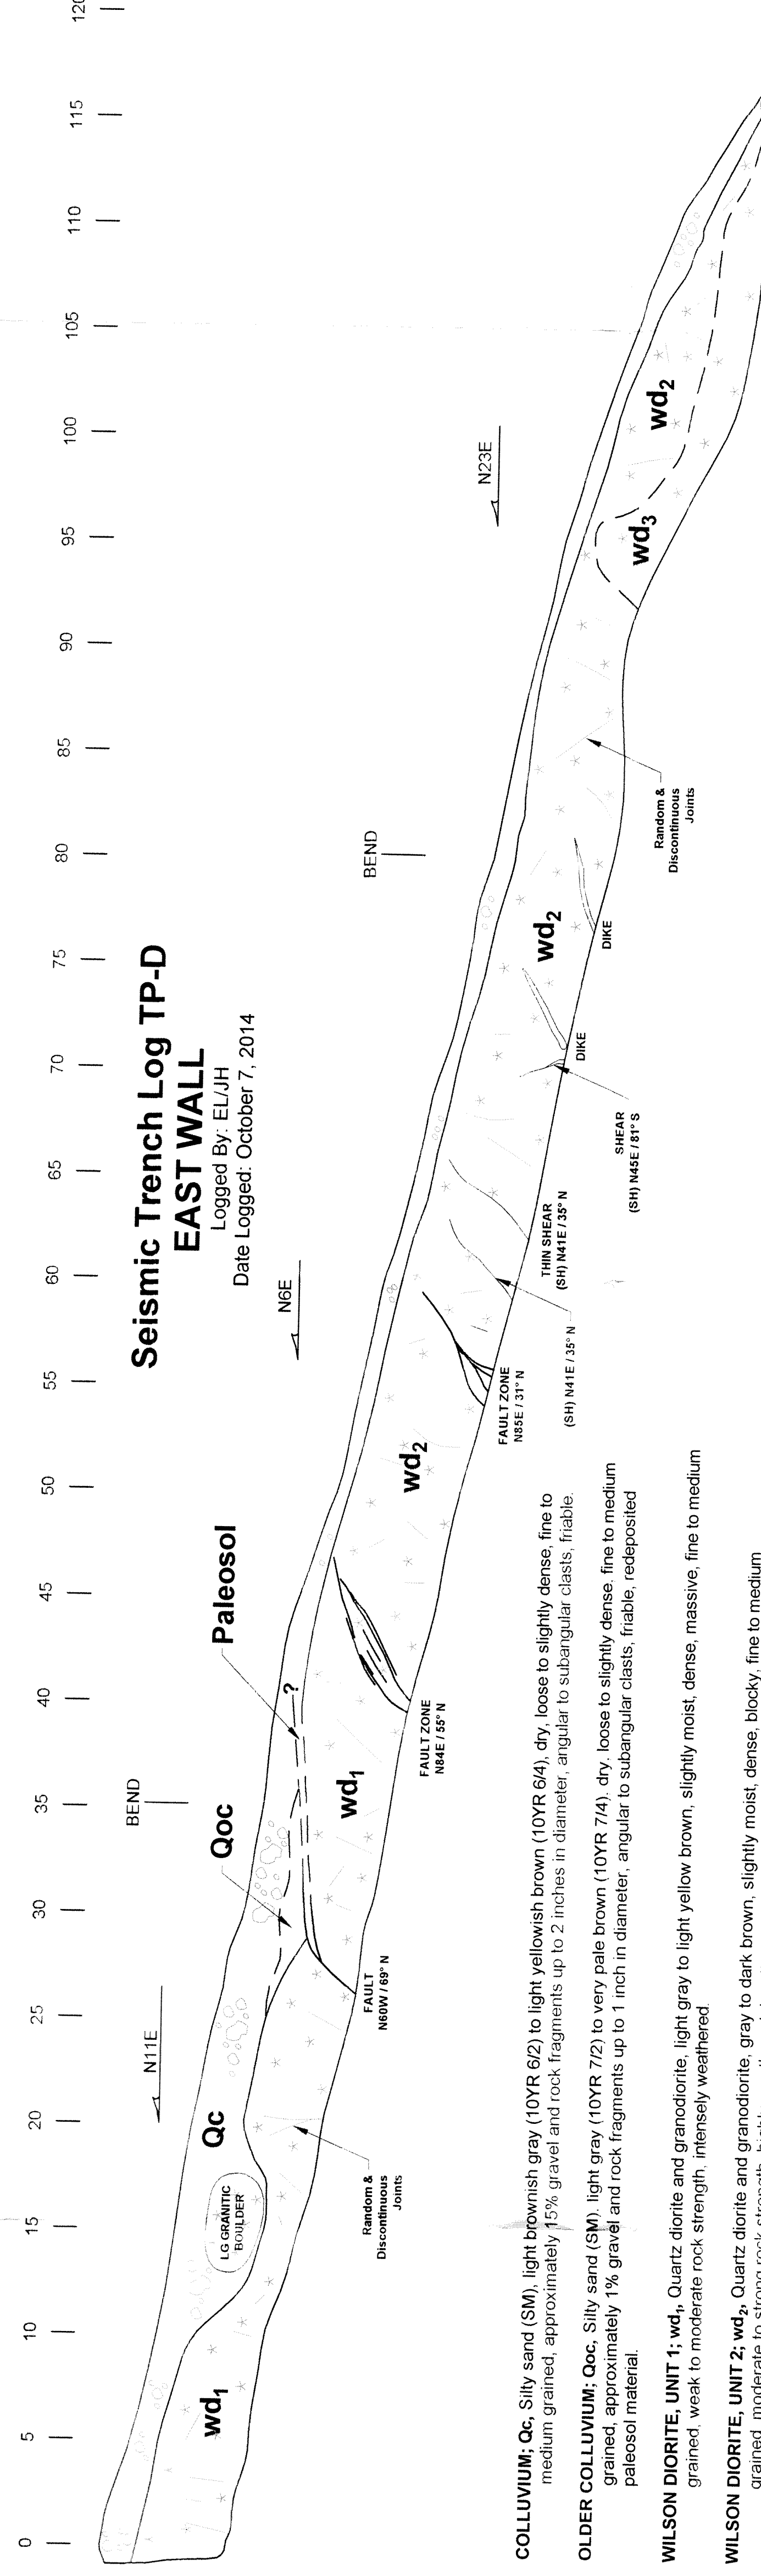 0
5
10
15
20
25
30
35
40
45
50
55
60
65
70
75
80
85
90
95
100
105
110
115
Seismic Trench Log TP-D
EAST WALL
Logged By: EL/JH
Date Logged: October 7, 2014
N11E
BEND
N6E
BEND
N23E
Qc
Qoc
Paleosol
?
LG GRANITIC
BOULDER
wd1
wd1
wd2
wd2
wd3
wd2
Random &
Discontinuous
Joints
FAULT
N60W / 69° N
FAULT ZONE
N84E / 55° N
FAULT ZONE
N85E / 31° N
(SH) N41E / 35° N
THIN SHEAR
(SH) N41E / 35° N
SHEAR
(SH) N45E / 81° S
DIKE
DIKE
Random &
Discontinuous
Joints
COLLUVIUM; Qc, Silty sand (SM), light brownish gray (10YR 6/2) to light yellowish brown (10YR 6/4), dry, loose to slightly dense, fine to
medium grained, approximately 15% gravel and rock fragments up to 2 inches in diameter, angular to subangular clasts, friable.
OLDER COLLUVIUM; Qoc, Silty sand (SM). light gray (10YR 7/2) to very pale brown (10YR 7/4). dry. loose to slightly dense. fine to medium
grained, approximately 1% gravel and rock fragments up to 1 inch in diameter, angular to subangular clasts, friable, redeposited
paleosol material.
WILSON DIORITE, UNIT 1; wd1, Quartz diorite and granodiorite, light gray to light yellow brown, slightly moist, dense, massive, fine to medium
grained, weak to moderate rock strength, intensely weathered.
WILSON DIORITE, UNIT 2; wd2, Quartz diorite and granodiorite, gray to dark brown, slightly moist, dense, blocky, fine to medium
grained, moderate to strong rock strength,